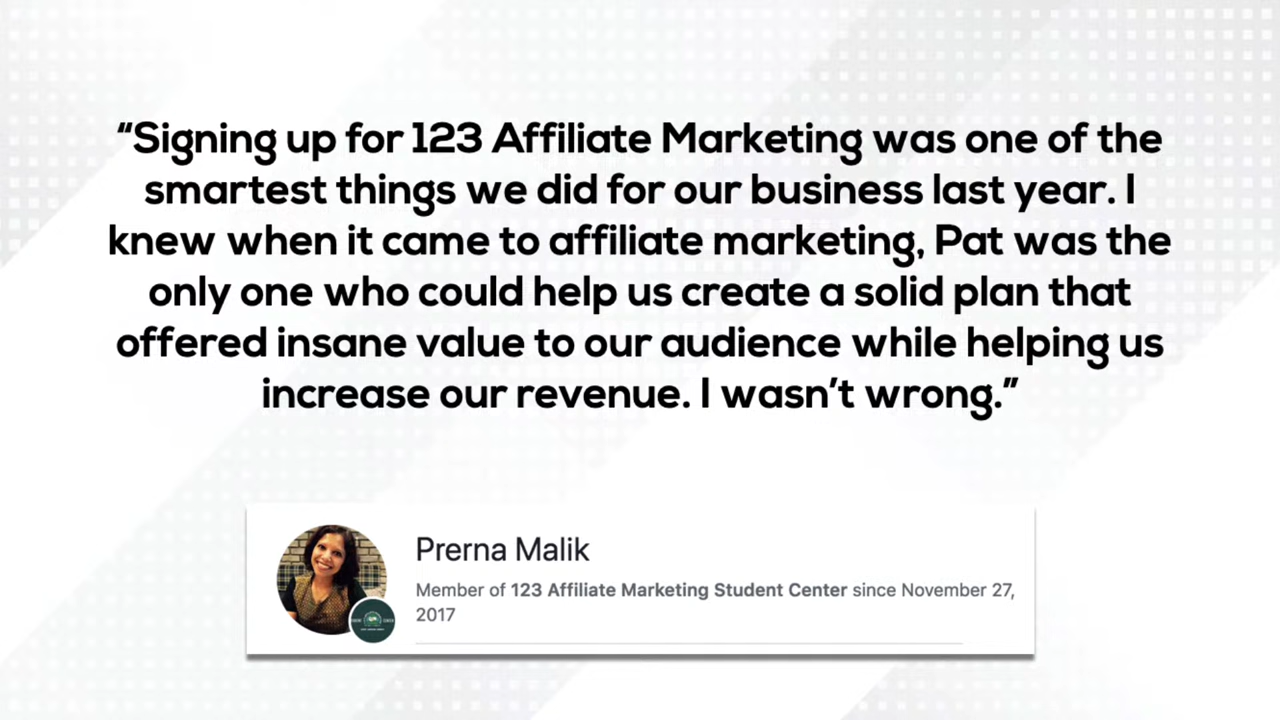 “Signing up for 123 Affiliate Marketing was one of the
smartest things we did for our business last year. I
knew when it came to affiliate marketing, Pat was the
only one who could help us create a solid plan that
offered insane value to our audience while helping us
increase our revenue. I wasn’t wrong.”
Prerna Malik
Member of 123 Affiliate Marketing Student Center since November 27,
2017